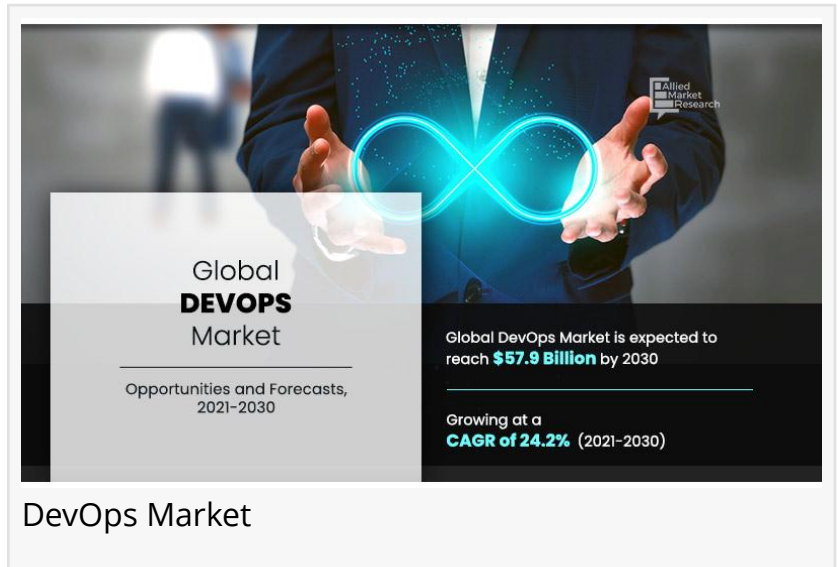 Allied
Market
Research
Global
DEVOPS
Market
Opportunities and Forecasts,
2021-2030
Global DevOps Market is expected to
reach $57.9 Billion by 2030
Growing at a
CAGR of 24.2% (2021-2030)
DevOps Market